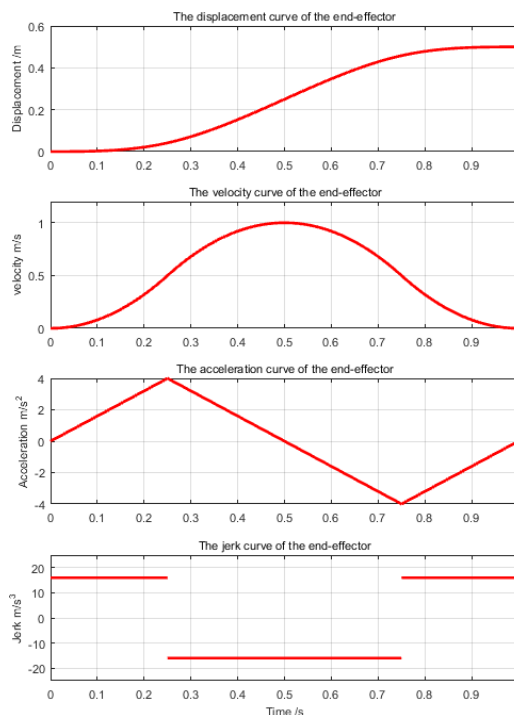 The displacement curve of the end-effector
Displacement /m
0.6
0.4
0.2
0
0 0.1 0.2 0.3 0.4 0.5 0.6 0.7 0.8 0.9
The velocity curve of the end-effector
velocity m/s
1
0.5
0
0 0.1 0.2 0.3 0.4 0.5 0.6 0.7 0.8 0.9
The acceleration curve of the end-effector
Acceleration m/s²
4
2
0
-2
-4
0 0.1 0.2 0.3 0.4 0.5 0.6 0.7 0.8 0.9
The jerk curve of the end-effector
Jerk m/s³
20
10
0
-10
-20
0 0.1 0.2 0.3 0.4 0.5 0.6 0.7 0.8 0.9
Time /s